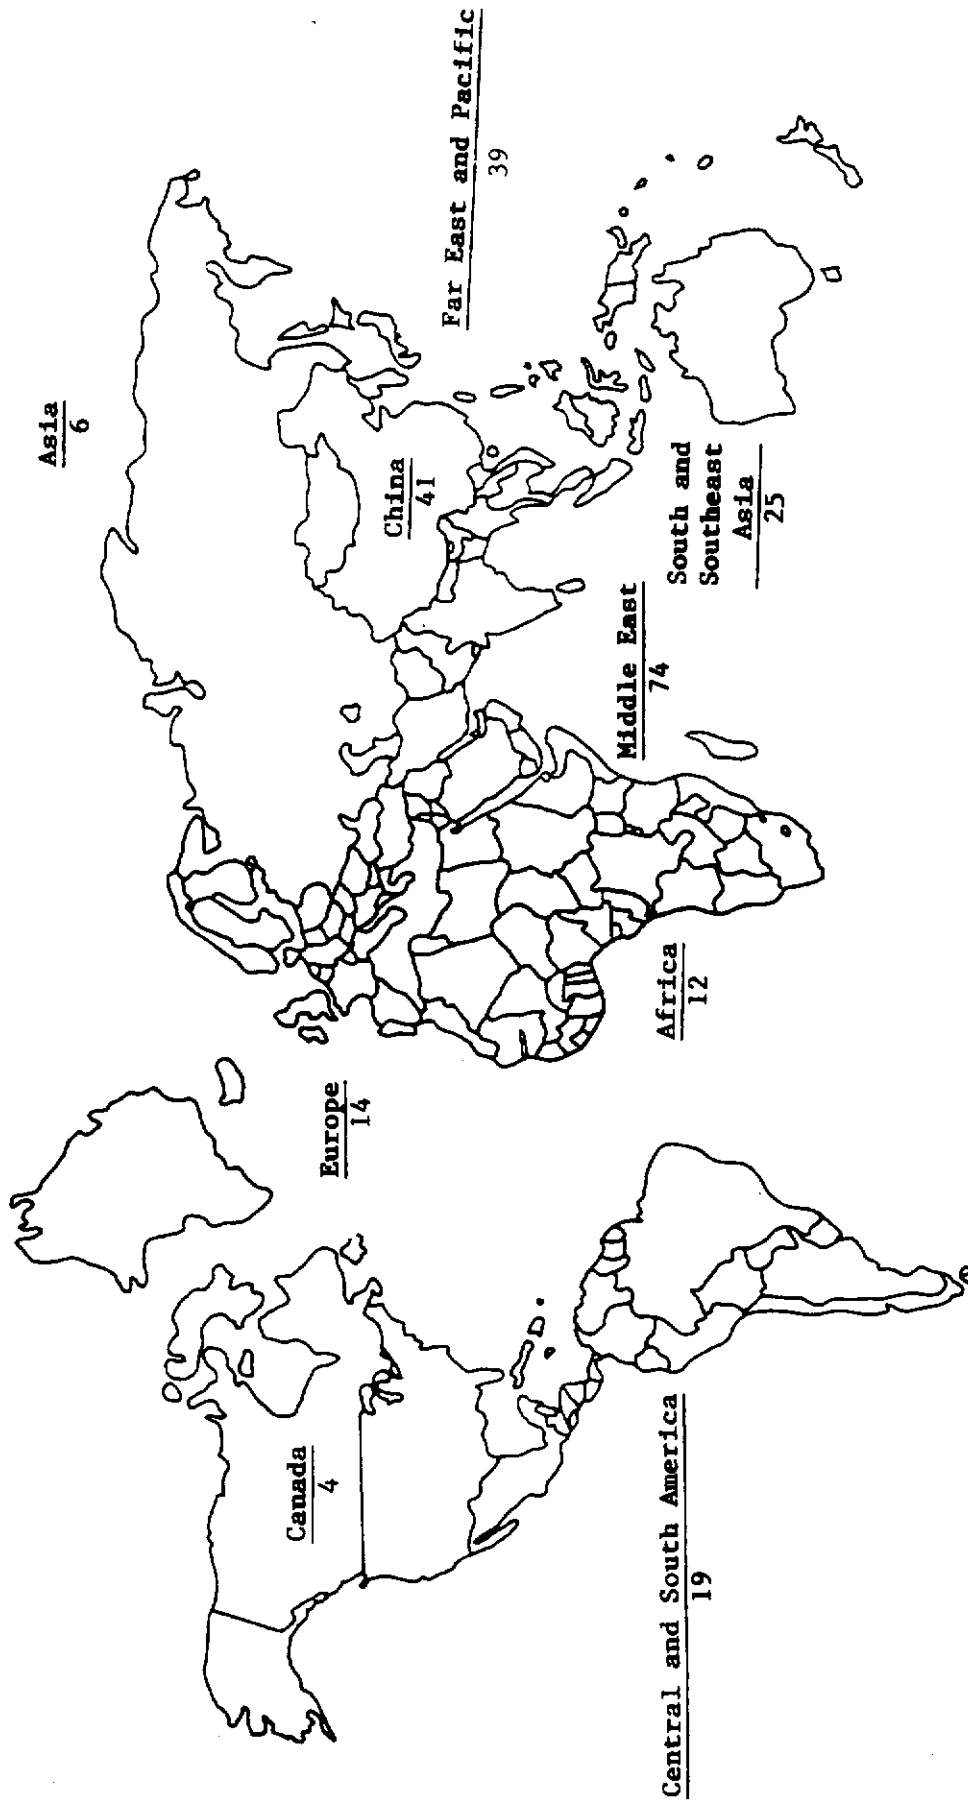 Asia
6
Far East and Pacific
39
China
41
Canada
4
Europe
14
Middle East
74
South and
Southeast
Asia
25
Africa
12
Central and South America
19